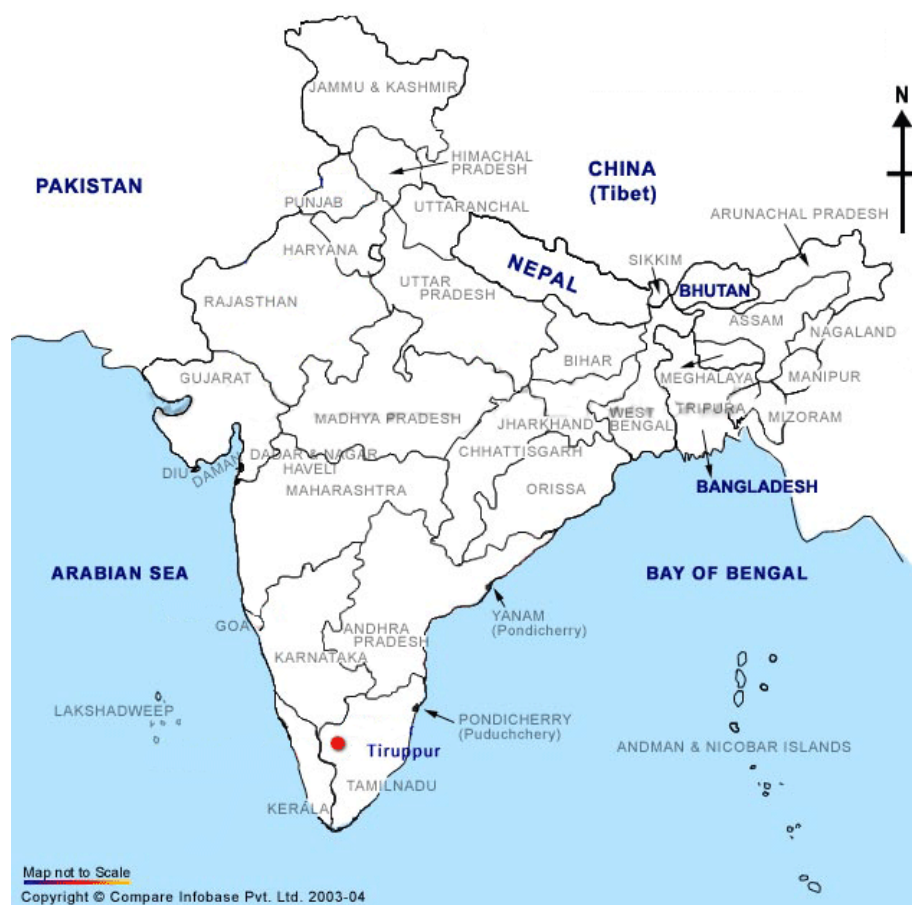 JAMMU & KASHMIR
N
HIMACHAL
PRADESH
CHINA
(Tibet)
PAKISTAN
PUNJAB
UTTARANCHAL
ARUNACHAL PRADESH
HARYANA
NEPAL
SIKKIM
UTTAR
PRADESH
BHUTAN
RAJASTHAN
ASSAM
NAGALAND
BIHAR
GUJARAT
MEGHALAYA
MANIPUR
MADHYA PRADESH
JHARKHAND
WEST
BENGAL
TRIPURA
MIZORAM
DADAR & NAGAR
HAVELI
CHHATTISGARH
DIU
DAMAN
MAHARASHTRA
ORISSA
BANGLADESH
ARABIAN SEA
BAY OF BENGAL
YANAM
(Pondicherry)
GOA
ANDHRA
PRADESH
KARNATAKA
LAKSHADWEEP
PONDICHERRY
(Puduchchery)
Tiruppur
ANDMAN & NICOBAR ISLANDS
TAMILNADU
KERALA
Map not to Scale
Copyright © Compare Infobase Pvt. Ltd. 2003-04